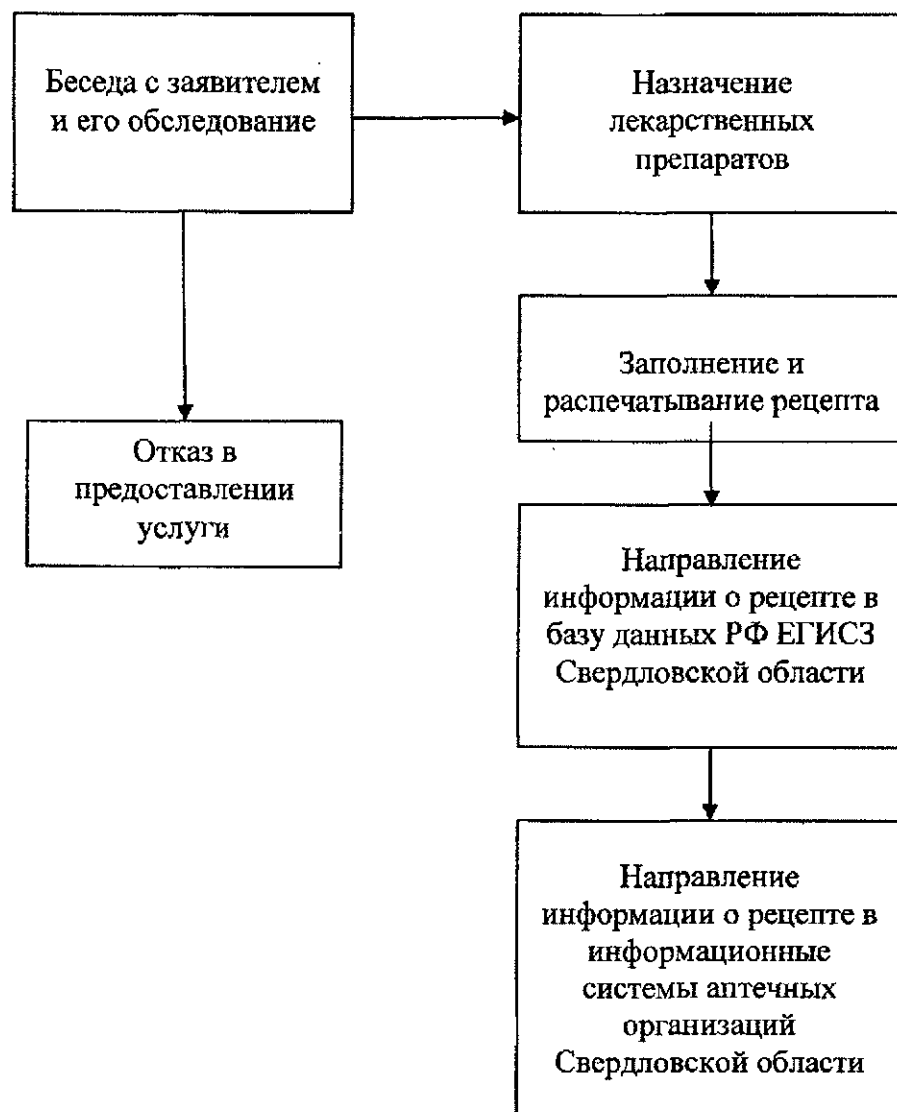 Беседа с заявителем
и его обследование
Назначение
лекарственных
препаратов
Заполнение и
распечатывание рецепта
Отказ в
предоставлении
услуги
Направление
информации о рецепте в
базу данных РФ ЕГИСЗ
Свердловской области
Направление
информации о рецепте в
информационные
системы аптечных
организаций
Свердловской области